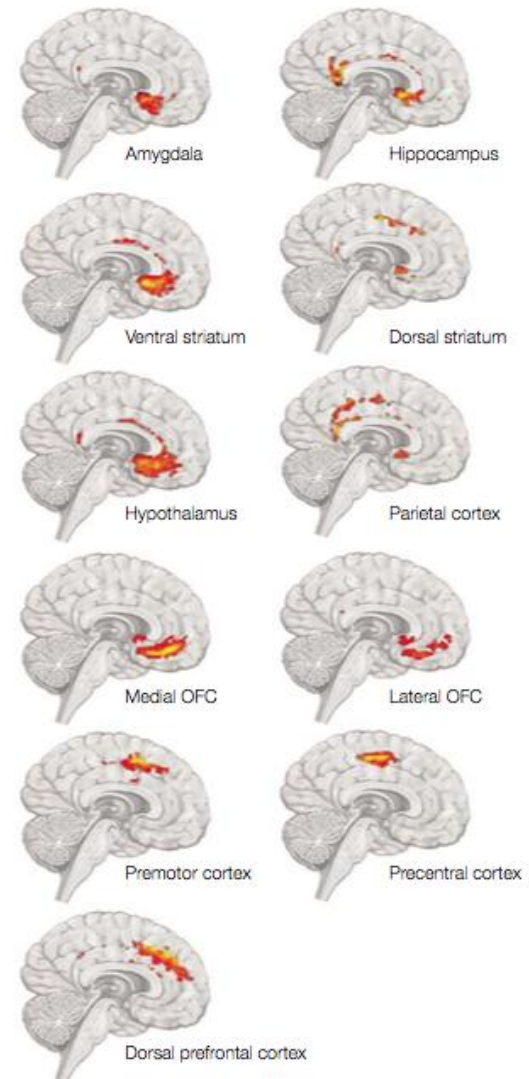 Amygdala
Hippocampus
Ventral striatum
Dorsal striatum
Hypothalamus
Parietal cortex
Medial OFC
Lateral OFC
Premotor cortex
Precentral cortex
Dorsal prefrontal cortex